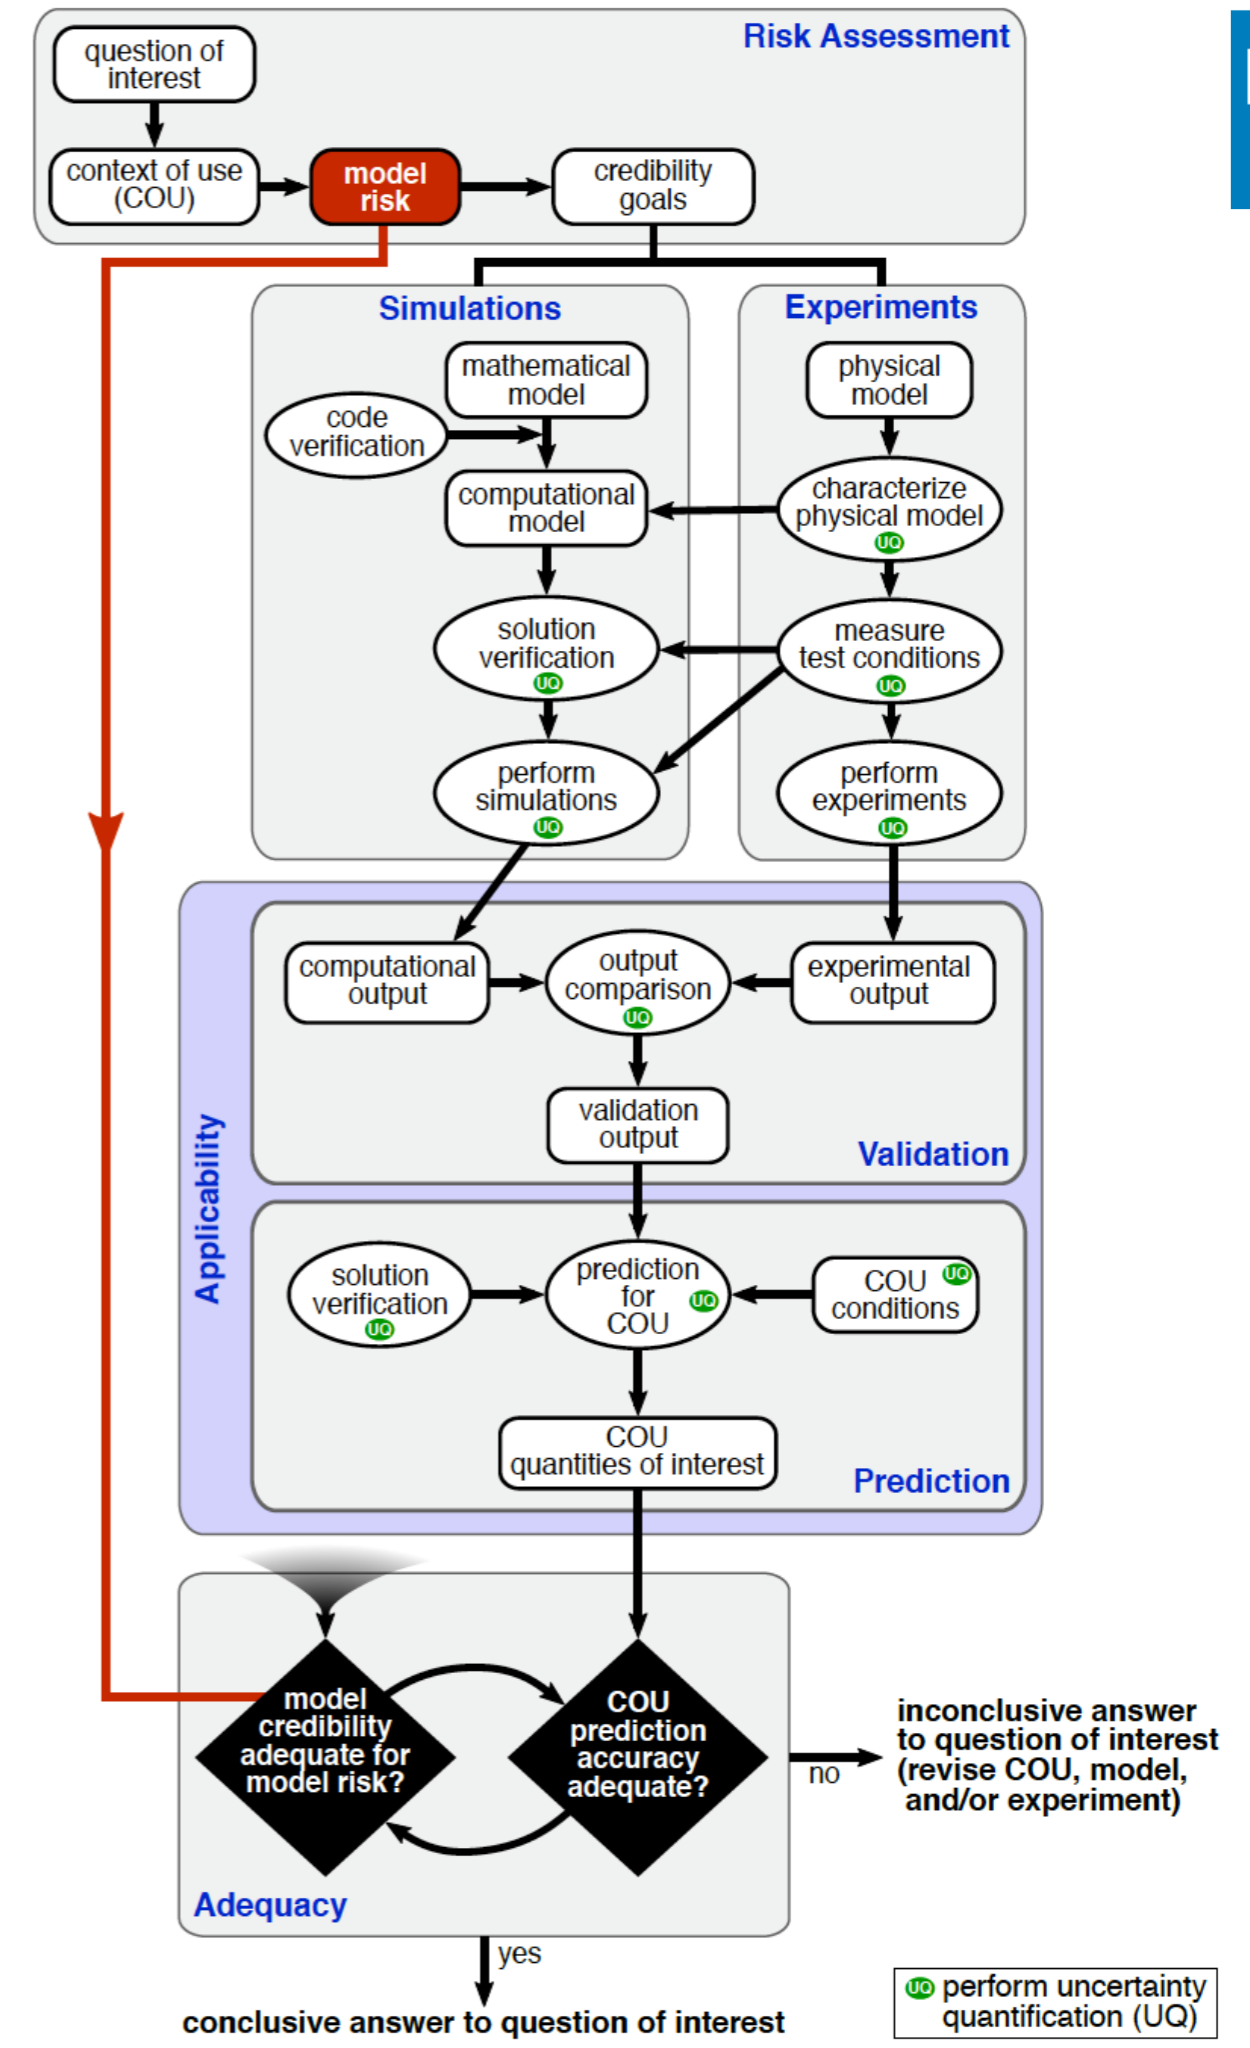 Risk Assessment
question of
interest
context of use
(COU)
model
risk
credibility
goals
Simulations
mathematical
model
code
verification
computational
model
solution
verification
UQ
perform
simulations
UQ
Experiments
physical
model
characterize
physical model
UQ
measure
test conditions
UQ
perform
experiments
UQ
Applicability
computational
output
output
comparison
UQ
experimental
output
validation
output
Validation
solution
verification
UQ
prediction
for
COU
UQ
COU
conditions
UQ
COU
quantities of interest
Prediction
model
credibility
adequate for
model risk?
COU
prediction
accuracy
adequate?
Adequacy
no
inconclusive answer
to question of interest
(revise COU, model,
and/or experiment)
yes
conclusive answer to question of interest
UQ perform uncertainty
quantification (UQ)